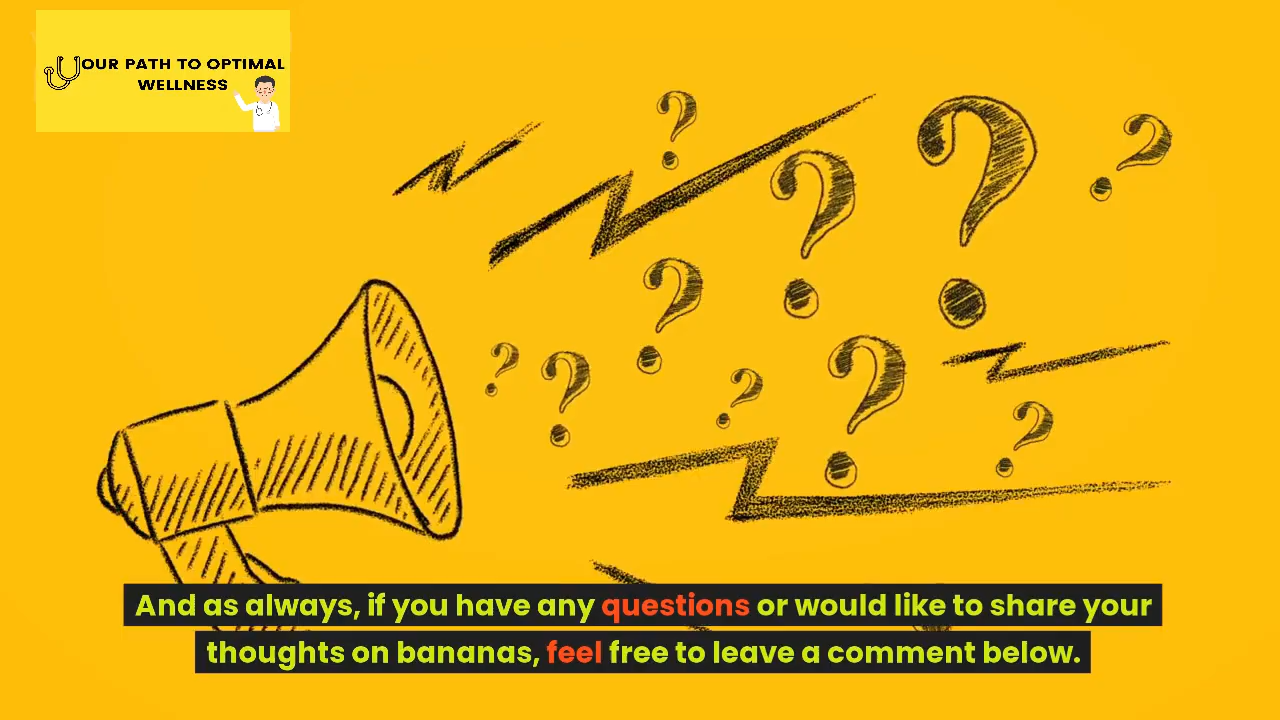 YOUR PATH TO OPTIMAL
WELLNESS
? ? ? ? ? ? ? ? ? ?
And as always, if you have any questions or would like to share your
thoughts on bananas, feel free to leave a comment below.